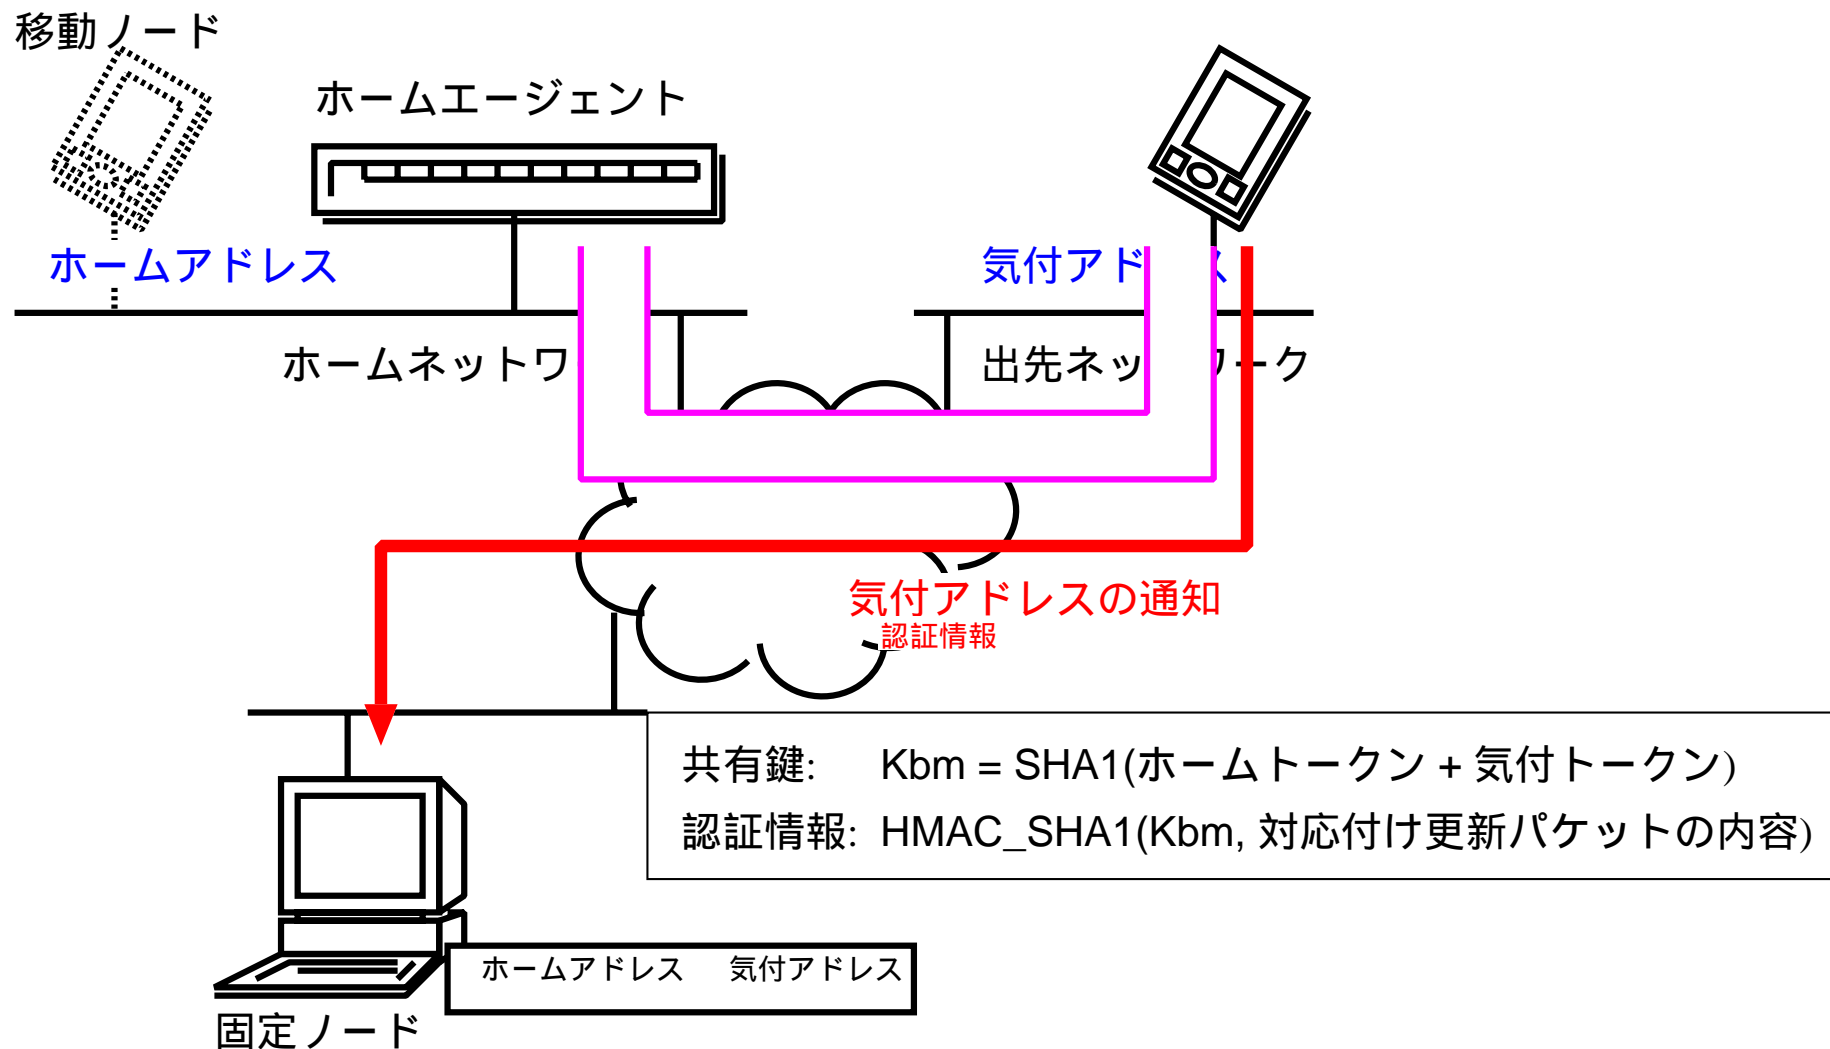 移動ノード
ホームエージェント
ホームアドレス
気付アド ス
ホームネットワ
出先ネッ ワーク
気付アドレスの通知
認証情報
共有鍵: Kbm = SHA1(ホームトークン + 気付トークン)
認証情報: HMAC_SHA1(Kbm, 対応付け更新パケットの内容)
ホームアドレス 気付アドレス
固定ノード